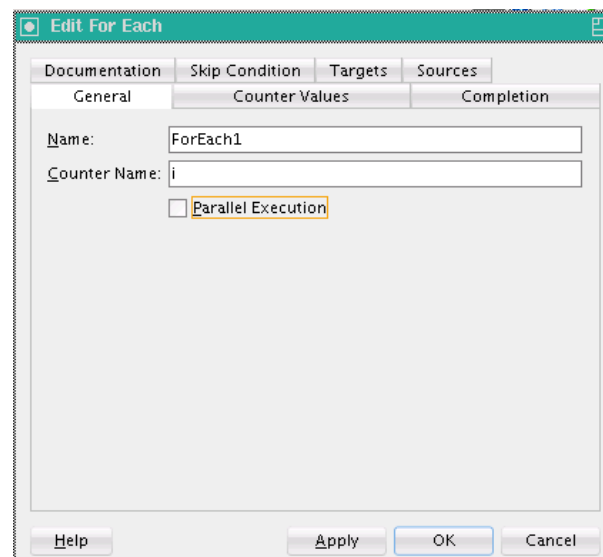 Edit For Each
Documentation Skip Condition Targets Sources
General Counter Values Completion
Name: ForEach1
Counter Name: i
Parallel Execution
Help Apply OK Cancel